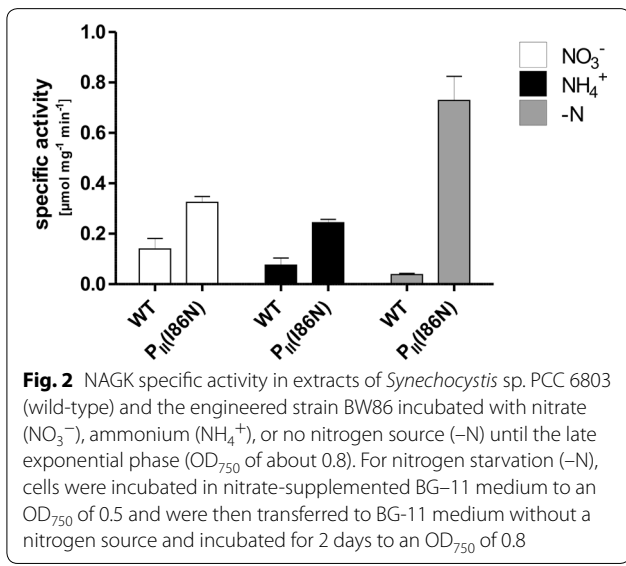 1.0
0.8
0.6
0.4
0.2
0.0
specific activity
[µmol mg⁻¹ min⁻¹]
NO₃⁻
NH₄⁺
-N
WT
P_II(I86N)
WT
P_II(I86N)
WT
P_II(I86N)
Fig. 2 NAGK specific activity in extracts of Synechocystis sp. PCC 6803
(wild-type) and the engineered strain BW86 incubated with nitrate
(NO₃⁻), ammonium (NH₄⁺), or no nitrogen source (–N) until the late
exponential phase (OD₇₅₀ of about 0.8). For nitrogen starvation (–N),
cells were incubated in nitrate-supplemented BG–11 medium to an
OD₇₅₀ of 0.5 and were then transferred to BG-11 medium without a
nitrogen source and incubated for 2 days to an OD₇₅₀ of 0.8